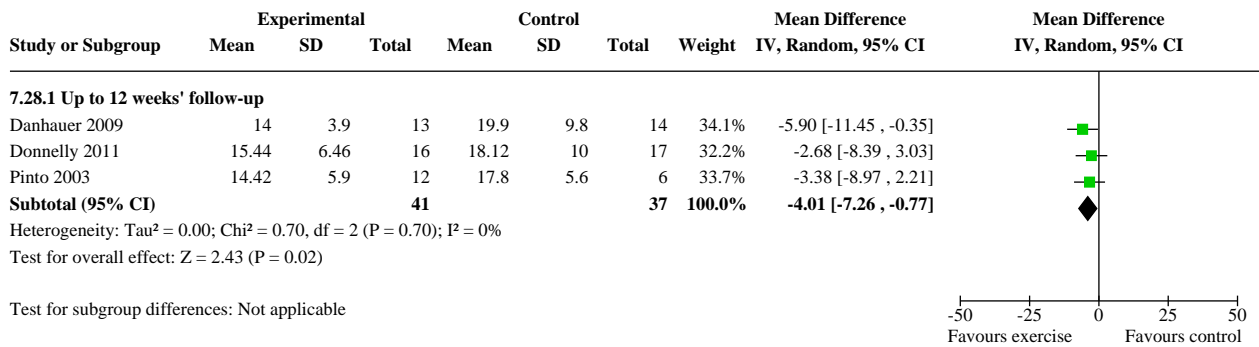 Experimental Control Mean Difference Mean Difference
Study or Subgroup Mean SD Total Mean SD Total Weight IV, Random, 95% CI IV, Random, 95% CI
7.28.1 Up to 12 weeks' follow-up
Danhauer 2009 14 3.9 13 19.9 9.8 14 34.1% -5.90 [-11.45 , -0.35]
Donnelly 2011 15.44 6.46 16 18.12 10 17 32.2% -2.68 [-8.39 , 3.03]
Pinto 2003 14.42 5.9 12 17.8 5.6 6 33.7% -3.38 [-8.97 , 2.21]
Subtotal (95% CI) 41 37 100.0% -4.01 [-7.26 , -0.77]
Heterogeneity: Tau² = 0.00; Chi² = 0.70, df = 2 (P = 0.70); I² = 0%
Test for overall effect: Z = 2.43 (P = 0.02)
Test for subgroup differences: Not applicable
-50 -25 0 25 50
Favours exercise Favours control